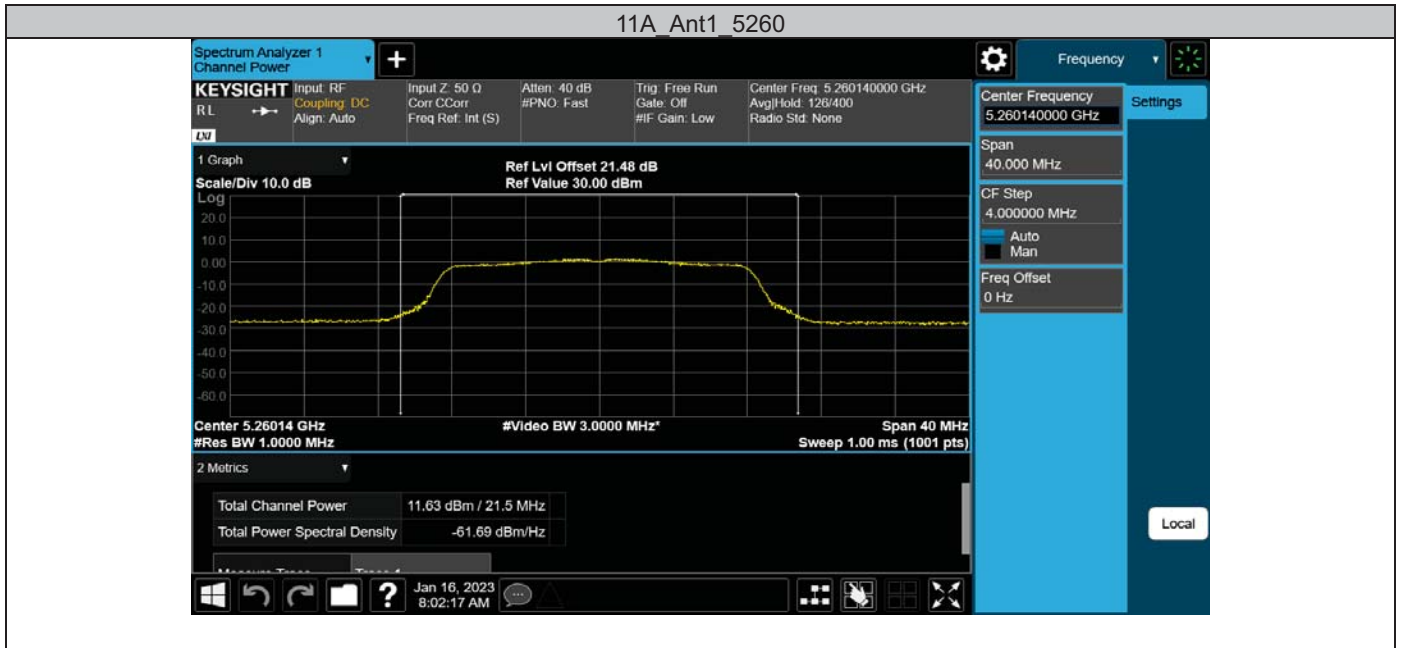 11A_Ant1_5260
Spectrum Analyzer 1
Channel Power
+
Frequency
KEYSIGHT
RL
LXI
Input: RF
Coupling: DC
Align: Auto
Input Z: 50 Ω
Corr CCorr
Freq Ref: Int (S)
Atten: 40 dB
#PNO: Fast
Trig: Free Run
Gate: Off
#IF Gain: Low
Center Freq: 5.260140000 GHz
Avg|Hold: 126/400
Radio Std: None
Center Frequency
5.260140000 GHz
Settings
Span
40.000 MHz
CF Step
4.000000 MHz
Auto
Man
Freq Offset
0 Hz
Local
1 Graph
Scale/Div 10.0 dB
Ref Lvl Offset 21.48 dB
Ref Value 30.00 dBm
Log
20.0
10.0
0.00
-10.0
-20.0
-30.0
-40.0
-50.0
-60.0
Center 5.26014 GHz
#Res BW 1.0000 MHz
#Video BW 3.0000 MHz*
Span 40 MHz
Sweep 1.00 ms (1001 pts)
2 Metrics
Total Channel Power 11.63 dBm / 21.5 MHz
Total Power Spectral Density -61.69 dBm/Hz
?
Jan 16, 2023
8:02:17 AM